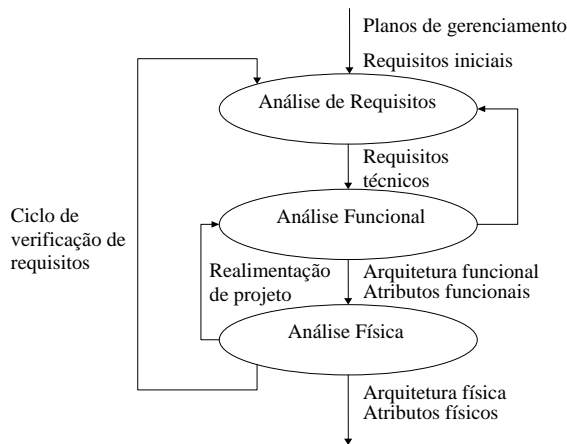 Planos de gerenciamento
Requisitos iniciais
Análise de Requisitos
Requisitos
técnicos
Ciclo de
verificação de
requisitos
Análise Funcional
Realimentação
de projeto
Arquitetura funcional
Atributos funcionais
Análise Física
Arquitetura física
Atributos físicos